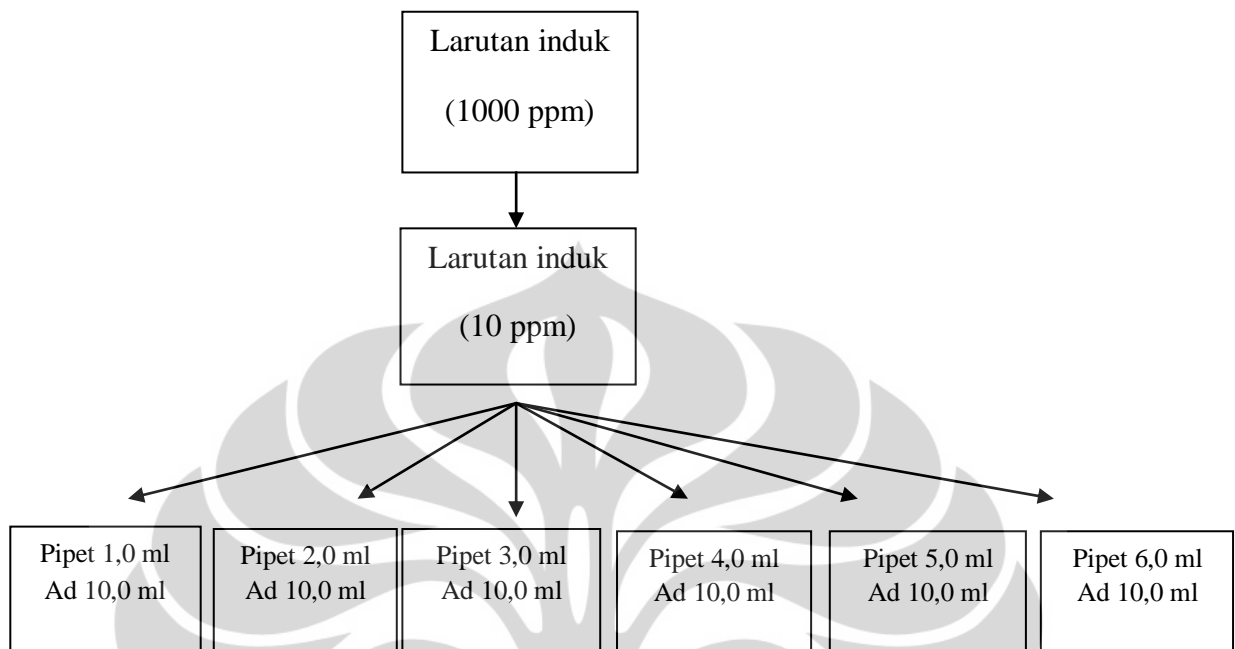 Larutan induk
(1000 ppm)
Larutan induk
(10 ppm)
Pipet 1,0 ml
Ad 10,0 ml
Pipet 2,0 ml
Ad 10,0 ml
Pipet 3,0 ml
Ad 10,0 ml
Pipet 4,0 ml
Ad 10,0 ml
Pipet 5,0 ml
Ad 10,0 ml
Pipet 6,0 ml
Ad 10,0 ml